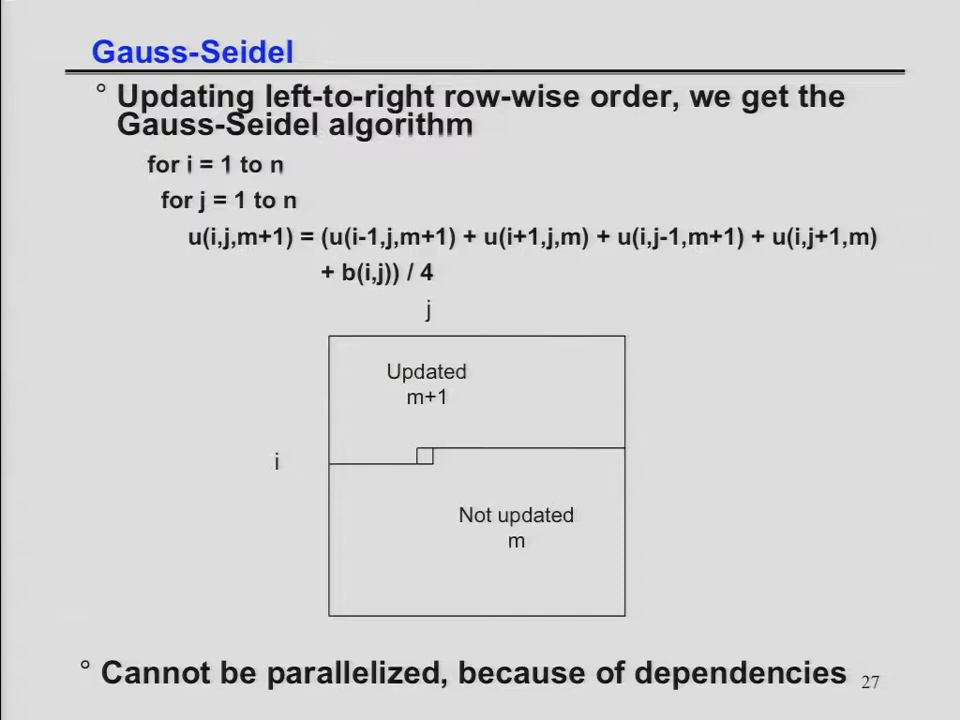 Gauss-Seidel
° Updating left-to-right row-wise order, we get the
Gauss-Seidel algorithm
for i = 1 to n
for j = 1 to n
u(i,j,m+1) = (u(i-1,j,m+1) + u(i+1,j,m) + u(i,j-1,m+1) + u(i,j+1,m)
+ b(i,j)) / 4
j
Updated
m+1
i
Not updated
m
° Cannot be parallelized, because of dependencies
27